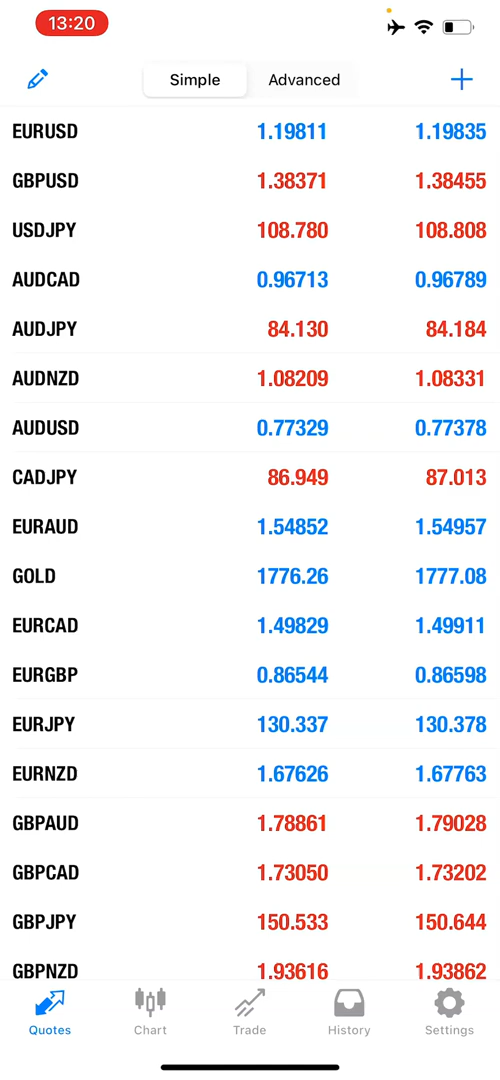 13:20
Simple Advanced
EURUSD 1.19811 1.19835
GBPUSD 1.38371 1.38455
USDJPY 108.780 108.808
AUDCAD 0.96713 0.96789
AUDJPY 84.130 84.184
AUDNZD 1.08209 1.08331
AUDUSD 0.77329 0.77378
CADJPY 86.949 87.013
EURAUD 1.54852 1.54957
GOLD 1776.26 1777.08
EURCAD 1.49829 1.49911
EURGBP 0.86544 0.86598
EURJPY 130.337 130.378
EURNZD 1.67626 1.67763
GBPAUD 1.78861 1.79028
GBPCAD 1.73050 1.73202
GBPJPY 150.533 150.644
GBPNZD 1.93616 1.93862
Quotes Chart Trade History Settings